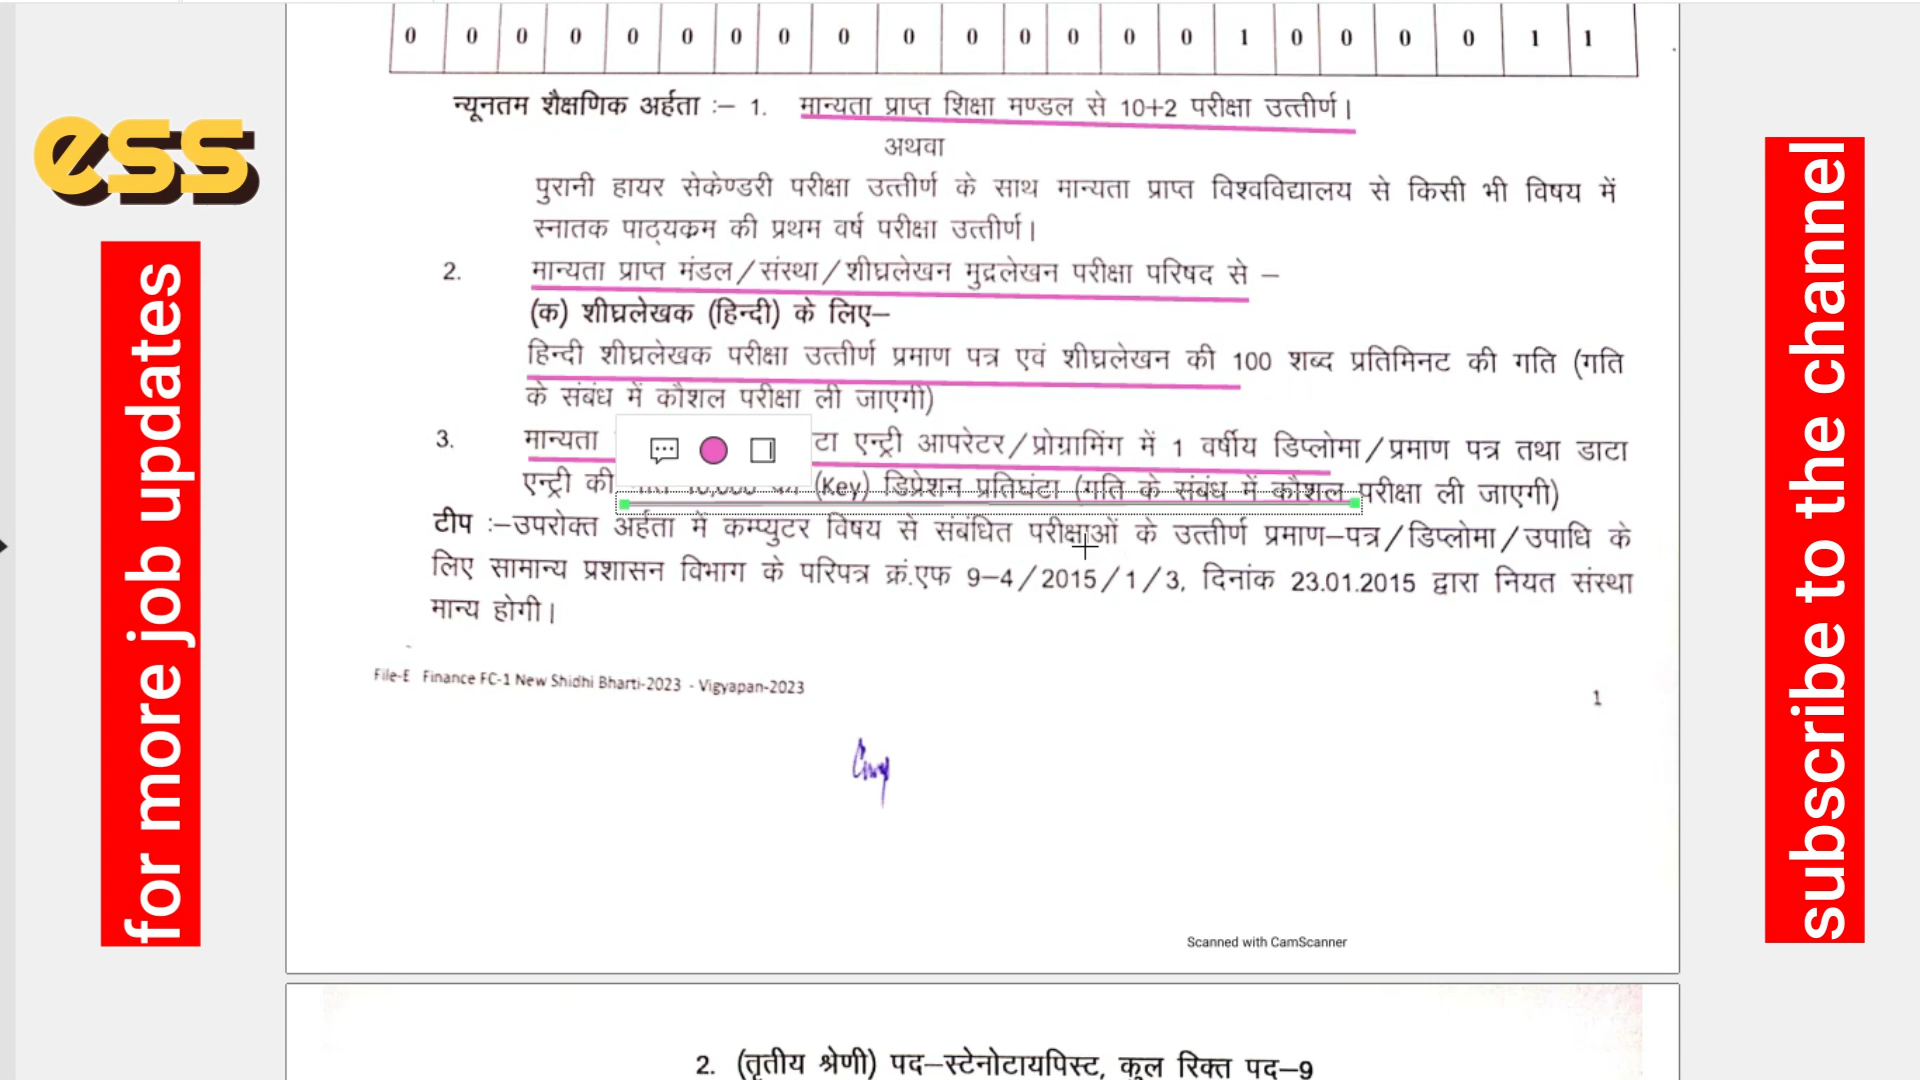 0 0 0 0 0 0 0 0 0 0 0 0 0 0 0 1 0 0 0 0 1 1
न्यूनतम शैक्षणिक अर्हता :– 1. मान्यता प्राप्त शिक्षा मण्डल से 10+2 परीक्षा उत्तीर्ण।
अथवा
पुरानी हायर सेकेण्डरी परीक्षा उत्तीर्ण के साथ मान्यता प्राप्त विश्वविद्यालय से किसी भी विषय में
स्नातक पाठ्यक्रम की प्रथम वर्ष परीक्षा उत्तीर्ण।
2. मान्यता प्राप्त मंडल/संस्था/शीघ्रलेखन मुद्रलेखन परीक्षा परिषद से –
(क) शीघ्रलेखक (हिन्दी) के लिए–
हिन्दी शीघ्रलेखक परीक्षा उत्तीर्ण प्रमाण पत्र एवं शीघ्रलेखन की 100 शब्द प्रतिमिनट की गति (गति
के संबंध में कौशल परीक्षा ली जाएगी)
3. मान्यता टा एन्ट्री आपरेटर/प्रोग्रामिंग में 1 वर्षीय डिप्लोमा/प्रमाण पत्र तथा डाटा
एन्ट्री की (Key) डिप्रेशन प्रतिघंटा (गति के संबंध में कौशल परीक्षा ली जाएगी)
टीप :–उपरोक्त अर्हता में कम्प्युटर विषय से संबंधित परीक्षाओं के उत्तीर्ण प्रमाण–पत्र/डिप्लोमा/उपाधि के
लिए सामान्य प्रशासन विभाग के परिपत्र क्रं.एफ 9–4/2015/1/3, दिनांक 23.01.2015 द्वारा नियत संस्था
मान्य होगी।
File-E Finance FC-1 New Shidhi Bharti-2023 - Vigyapan-2023
1
Scanned with CamScanner
2. (तृतीय श्रेणी) पद–स्टेनोटायपिस्ट, कुल रिक्त पद–9
ess
for more job updates
subscribe to the channel